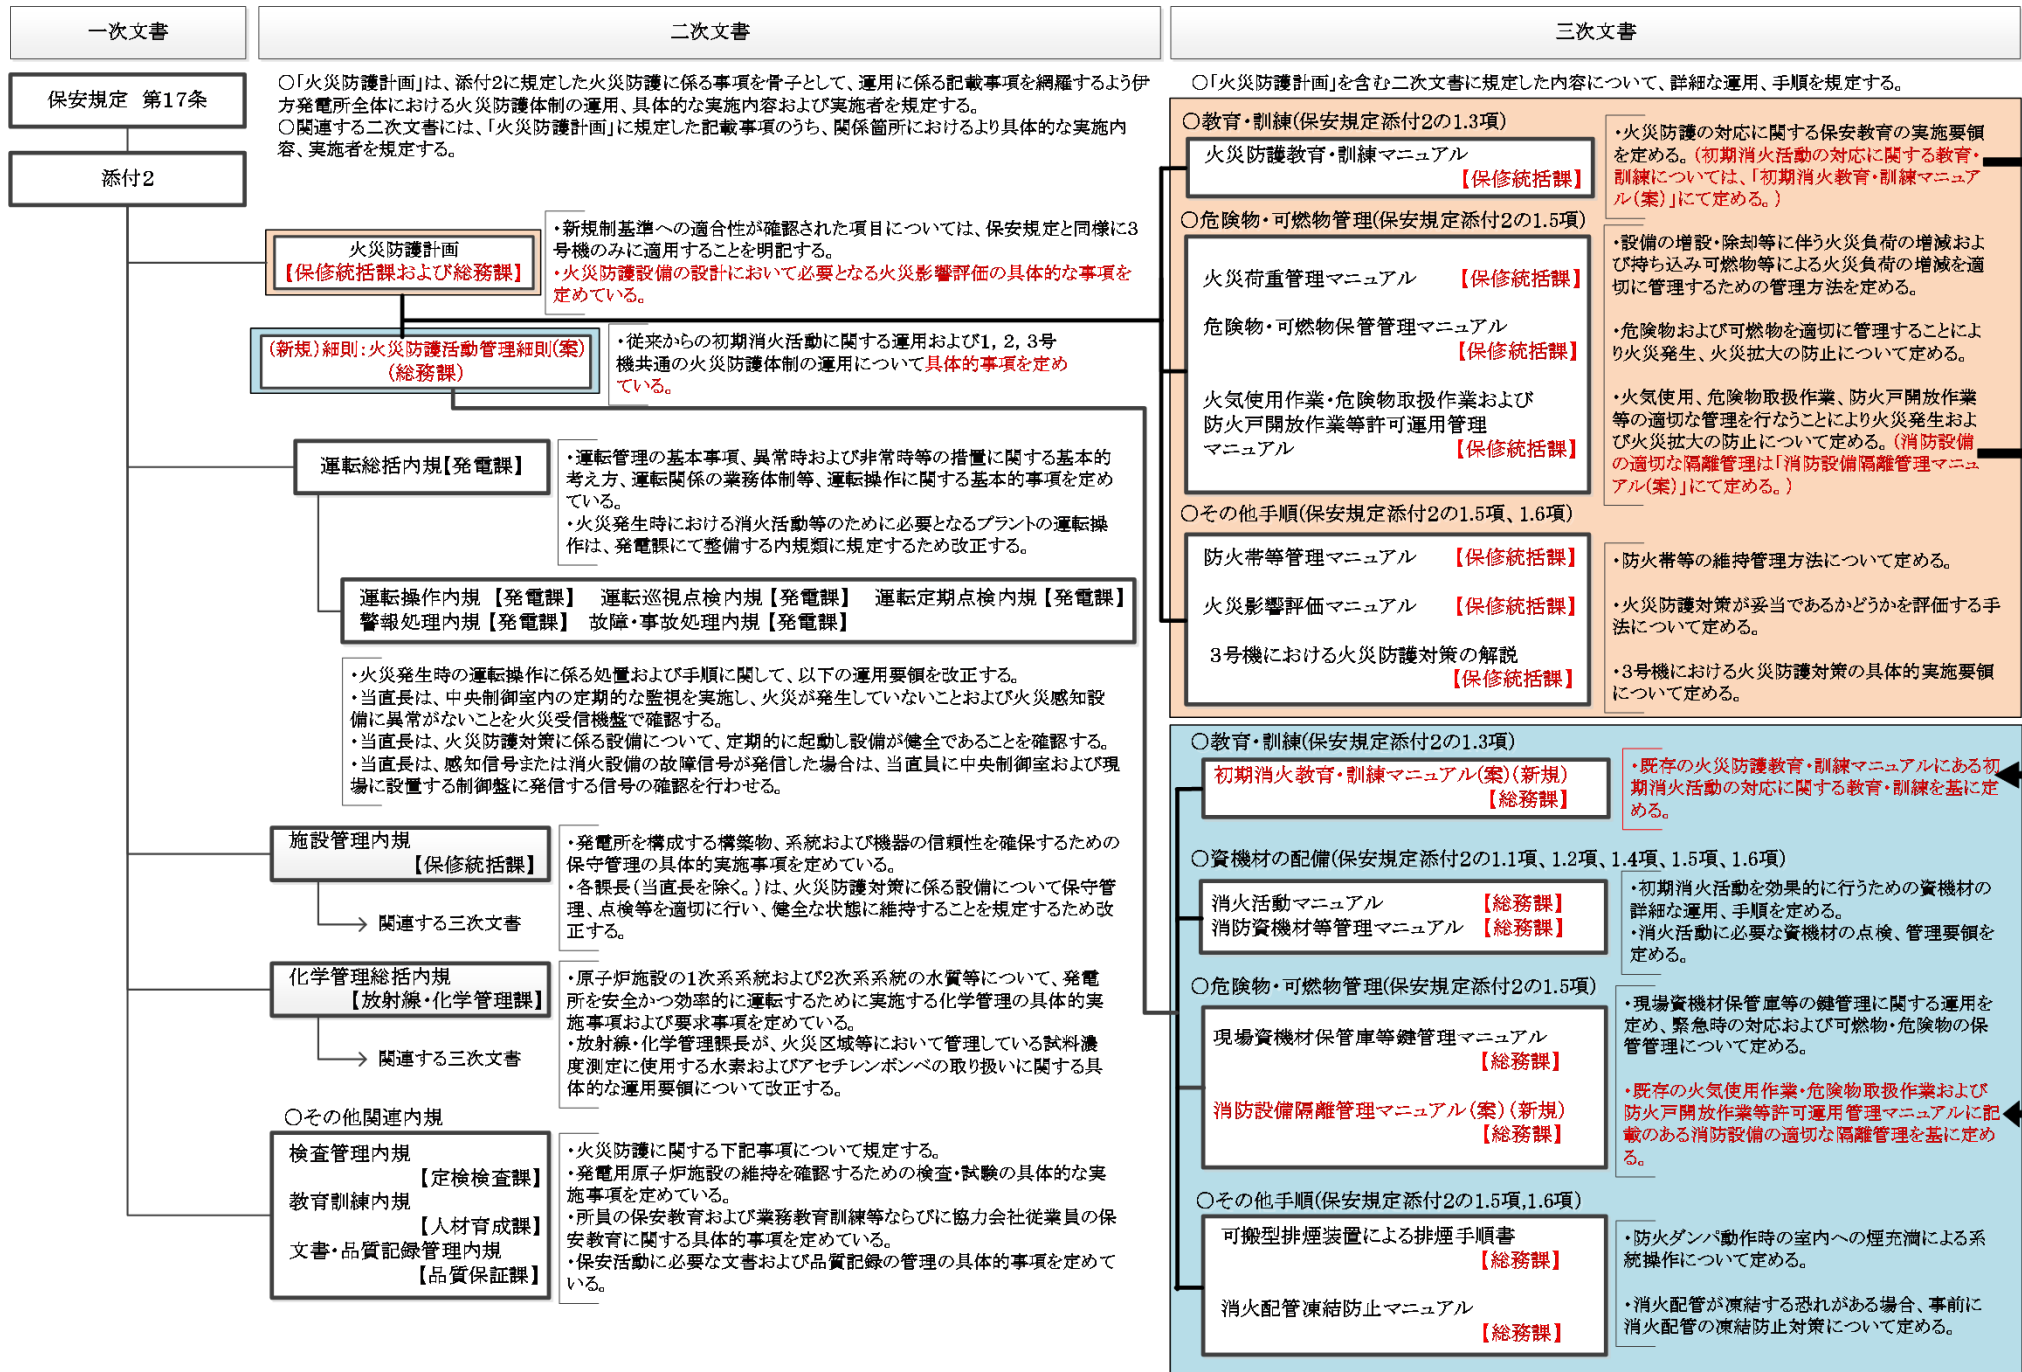 一次文書
二次文書
三次文書
保安規定 第17条
添付2
○「火災防護計画」は、添付2に規定した火災防護に係る事項を骨子として、運用に係る記載事項を網羅するよう伊
方発電所全体における火災防護体制の運用、具体的な実施内容および実施者を規定する。
○関連する二次文書には、「火災防護計画」に規定した記載事項のうち、関係箇所におけるより具体的な実施内
容、実施者を規定する。
火災防護計画
【保修統括課および総務課】
・新規制基準への適合性が確認された項目については、保安規定と同様に3
号機のみに適用することを明記する。
・火災防護設備の設計において必要となる火災影響評価の具体的な事項を
定めている。
(新規)細則:火災防護活動管理細則(案)
(総務課)
・従来からの初期消火活動に関する運用および1, 2, 3号
機共通の火災防護体制の運用について具体的事項を定め
ている。
運転総括内規【発電課】
・運転管理の基本事項、異常時および非常時等の措置に関する基本的
考え方、運転関係の業務体制等、運転操作に関する基本的事項を定め
ている。
・火災発生時における消火活動等のために必要となるプラントの運転操
作は、発電課にて整備する内規類に規定するため改正する。
運転操作内規 【発電課】 運転巡視点検内規【発電課】 運転定期点検内規【発電課】
警報処理内規【発電課】 故障・事故処理内規【発電課】
・火災発生時の運転操作に係る処置および手順に関して、以下の運用要領を改正する。
・当直長は、中央制御室内の定期的な監視を実施し、火災が発生していないことおよび火災感知設
備に異常がないことを火災受信機盤で確認する。
・当直長は、火災防護対策に係る設備について、定期的に起動し設備が健全であることを確認する。
・当直長は、感知信号または消火設備の故障信号が発信した場合は、当直員に中央制御室および現
場に設置する制御盤に発信する信号の確認を行わせる。
施設管理内規
【保修統括課】
関連する三次文書
・発電所を構成する構築物、系統および機器の信頼性を確保するための
保守管理の具体的実施事項を定めている。
・各課長(当直長を除く。)は、火災防護対策に係る設備について保守管
理、点検等を適切に行い、健全な状態に維持することを規定するため改
正する。
化学管理総括内規
【放射線・化学管理課】
関連する三次文書
・原子炉施設の1次系系統および2次系系統の水質等について、発電
所を安全かつ効率的に運転するために実施する化学管理の具体的実
施事項および要求事項を定めている。
・放射線・化学管理課長が、火災区域等において管理している試料濃
度測定に使用する水素およびアセチレンボンベの取り扱いに関する具
体的な運用要領について改正する。
○その他関連内規
検査管理内規
【定検検査課】
教育訓練内規
【人材育成課】
文書・品質記録管理内規
【品質保証課】
・火災防護に関する下記事項について規定する。
・発電用原子炉施設の維持を確認するための検査・試験の具体的な実
施事項を定めている。
・所員の保安教育および業務教育訓練等ならびに協力会社従業員の保
安教育に関する具体的事項を定めている。
・保安活動に必要な文書および品質記録の管理の具体的事項を定めて
いる。
○「火災防護計画」を含む二次文書に規定した内容について、詳細な運用、手順を規定する。
○教育・訓練(保安規定添付2の1.3項)
火災防護教育・訓練マニュアル
【保修統括課】
・火災防護の対応に関する保安教育の実施要領
を定める。(初期消火活動の対応に関する教育・
訓練については、「初期消火教育・訓練マニュア
ル(案)」にて定める。)
○危険物・可燃物管理(保安規定添付2の1.5項)
火災荷重管理マニュアル 【保修統括課】
危険物・可燃物保管管理マニュアル
【保修統括課】
火気使用作業・危険物取扱作業および
防火戸開放作業等許可運用管理
マニュアル 【保修統括課】
・設備の増設・除却等に伴う火災負荷の増減およ
び持ち込み可燃物等による火災負荷の増減を適
切に管理するための管理方法を定める。
・危険物および可燃物を適切に管理することによ
り火災発生、火災拡大の防止について定める。
・火気使用、危険物取扱作業、防火戸開放作業
等の適切な管理を行なうことにより火災発生およ
び火災拡大の防止について定める。(消防設備
の適切な隔離管理は「消防設備隔離管理マニュ
アル(案)」にて定める。)
○その他手順(保安規定添付2の1.5項、1.6項)
防火帯等管理マニュアル 【保修統括課】
火災影響評価マニュアル 【保修統括課】
3号機における火災防護対策の解説
【保修統括課】
・防火帯等の維持管理方法について定める。
・火災防護対策が妥当であるかどうかを評価する手
法について定める。
・3号機における火災防護対策の具体的実施要領
について定める。
○教育・訓練(保安規定添付2の1.3項)
初期消火教育・訓練マニュアル(案)(新規)
【総務課】
・既存の火災防護教育・訓練マニュアルにある初
期消火活動の対応に関する教育・訓練を基に定
める。
○資機材の配備(保安規定添付2の1.1項、1.2項、1.4項、1.5項、1.6項)
消火活動マニュアル 【総務課】
消防資機材等管理マニュアル 【総務課】
・初期消火活動を効果的に行うための資機材の
詳細な運用、手順を定める。
・消火活動に必要な資機材の点検、管理要領を
定める。
○危険物・可燃物管理(保安規定添付2の1.5項)
現場資機材保管庫等鍵管理マニュアル
【総務課】
消防設備隔離管理マニュアル(案)(新規)
【総務課】
・現場資機材保管庫等の鍵管理に関する運用を
定め、緊急時の対応および可燃物・危険物の保
管管理について定める。
・既存の火気使用作業・危険物取扱作業および
防火戸開放作業等許可運用管理マニュアルに記
載のある消防設備の適切な隔離管理を基に定め
る。
○その他手順(保安規定添付2の1.5項,1.6項)
可搬型排煙装置による排煙手順書
【総務課】
消火配管凍結防止マニュアル
【総務課】
・防火ダンパ動作時の室内への煙充満による系
統操作について定める。
・消火配管が凍結する恐れがある場合、事前に
消火配管の凍結防止対策について定める。